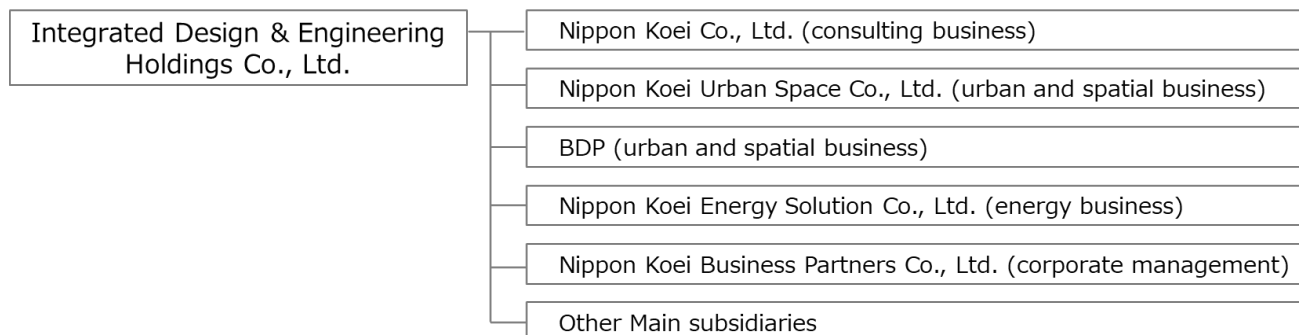 Integrated Design & Engineering
Holdings Co., Ltd.
Nippon Koei Co., Ltd. (consulting business)
Nippon Koei Urban Space Co., Ltd. (urban and spatial business)
BDP (urban and spatial business)
Nippon Koei Energy Solution Co., Ltd. (energy business)
Nippon Koei Business Partners Co., Ltd. (corporate management)
Other Main subsidiaries